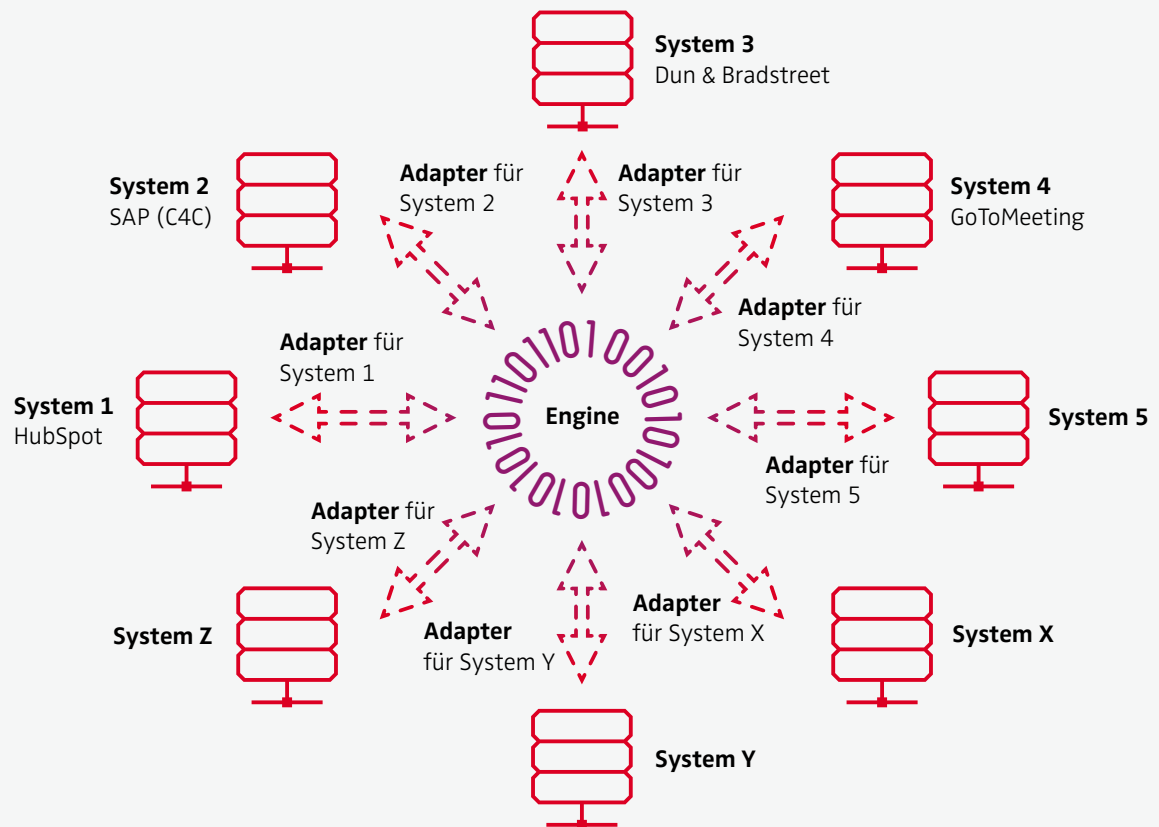 System 3
Dun & Bradstreet
System 2
SAP (C4C)
Adapter für
System 2
Adapter für
System 3
System 4
GoToMeeting
Adapter für
System 4
Adapter für
System 1
System 1
HubSpot
Engine
System 5
Adapter für
System 5
Adapter für
System Z
System Z
Adapter
für System Y
Adapter
für System X
System X
System Y